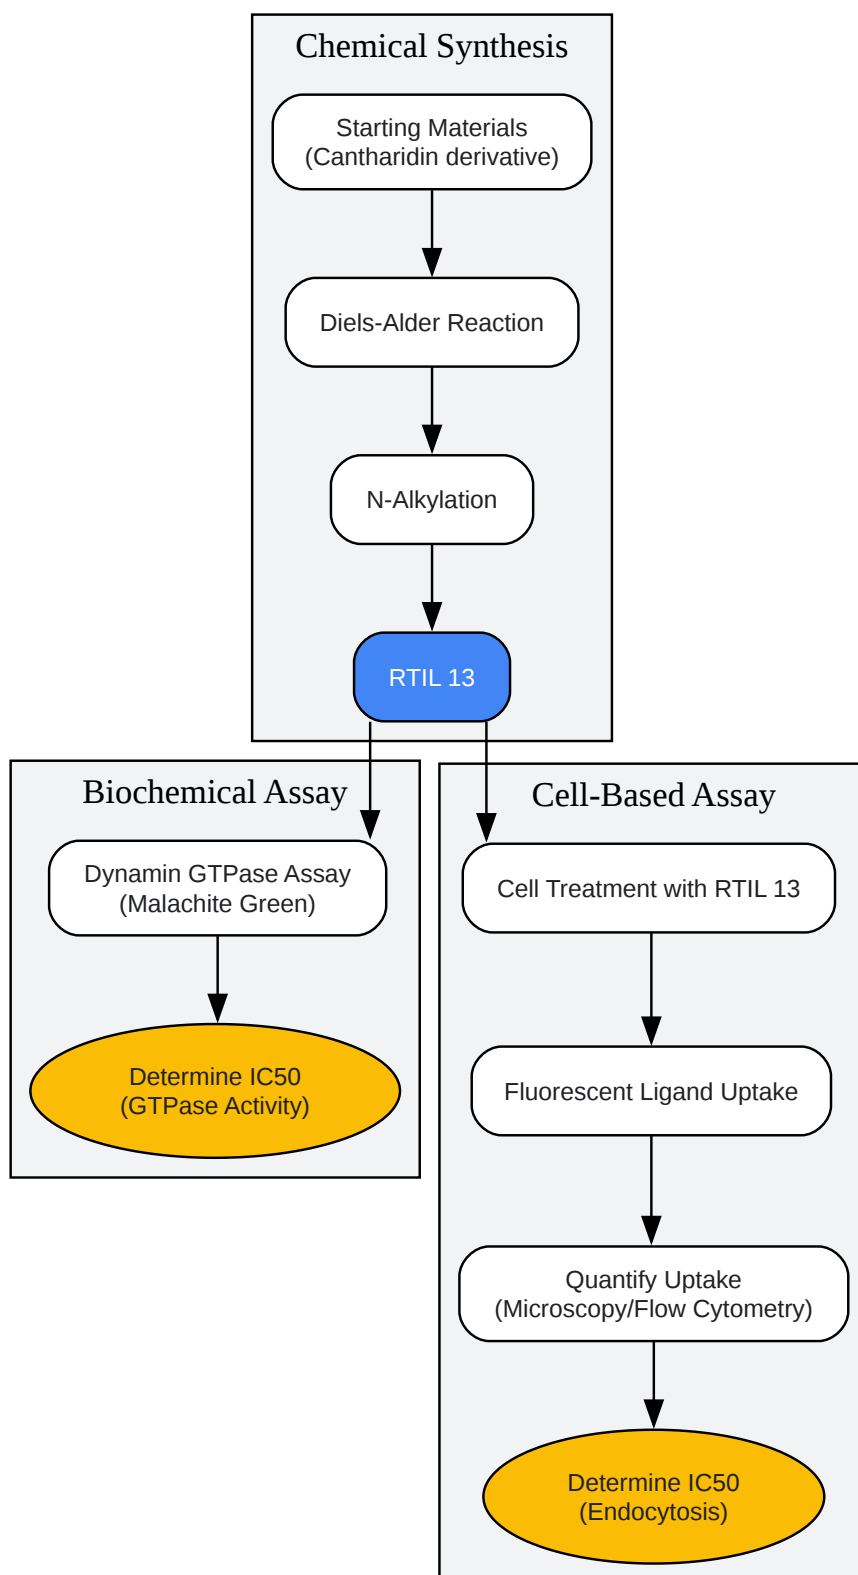 Chemical Synthesis
Starting Materials
(Cantharidin derivative)
Diels-Alder Reaction
N-Alkylation
RTIL 13
Biochemical Assay
Dynamin GTPase Assay
(Malachite Green)
Determine IC50
(GTPase Activity)
Cell-Based Assay
Cell Treatment with RTIL 13
Fluorescent Ligand Uptake
Quantify Uptake
(Microscopy/Flow Cytometry)
Determine IC50
(Endocytosis)